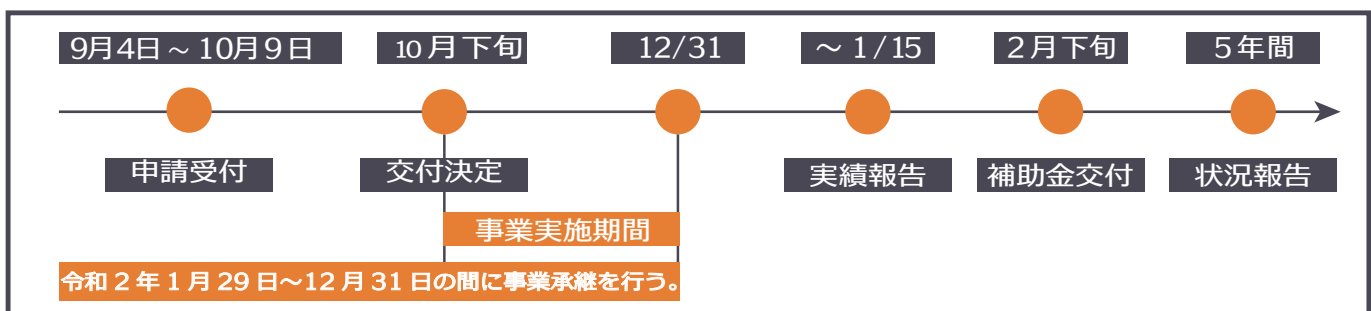 9月4日～10月9日
10月下旬
12/31
～1/15
2月下旬
5年間
申請受付
交付決定
実績報告
補助金交付
状況報告
事業実施期間
令和2年1月29日～12月31日の間に事業承継を行う。